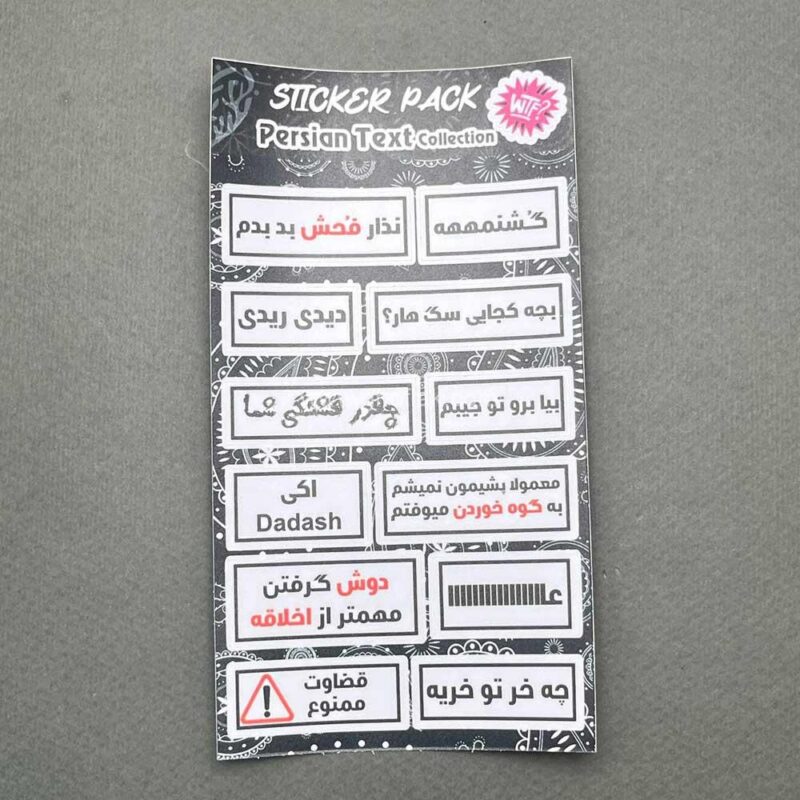 STICKER PACK
WTF?
Persian Text Collection
گشنمههه
نذار فحش بد بدم
بچه کجایی سگ هار؟
دیدی ریدی
بیا برو تو جیبم
چقدر قشنگی شما
معمولا پشیمون نمیشم
به گوه خوردن میوفتم
اکی
Dadash
عااااااااااااااا
دوش گرفتن
مهمتر از اخلاقه
چه خر تو خریه
قضاوت
ممنوع
!